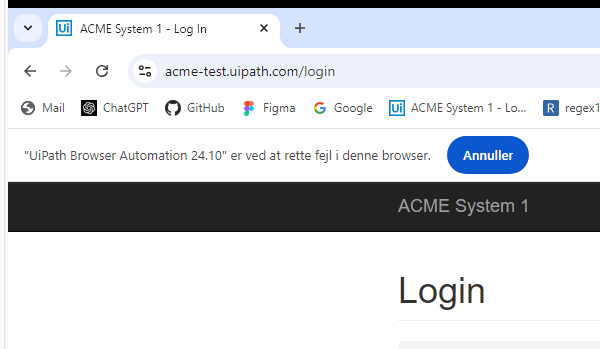 ACME System 1 - Log In
acme-test.uipath.com/login
Mail ChatGPT GitHub Figma Google Ui ACME System 1 - Lo... R regex1
"UiPath Browser Automation 24.10" er ved at rette fejl i denne browser. Annuller
ACME System 1
Login